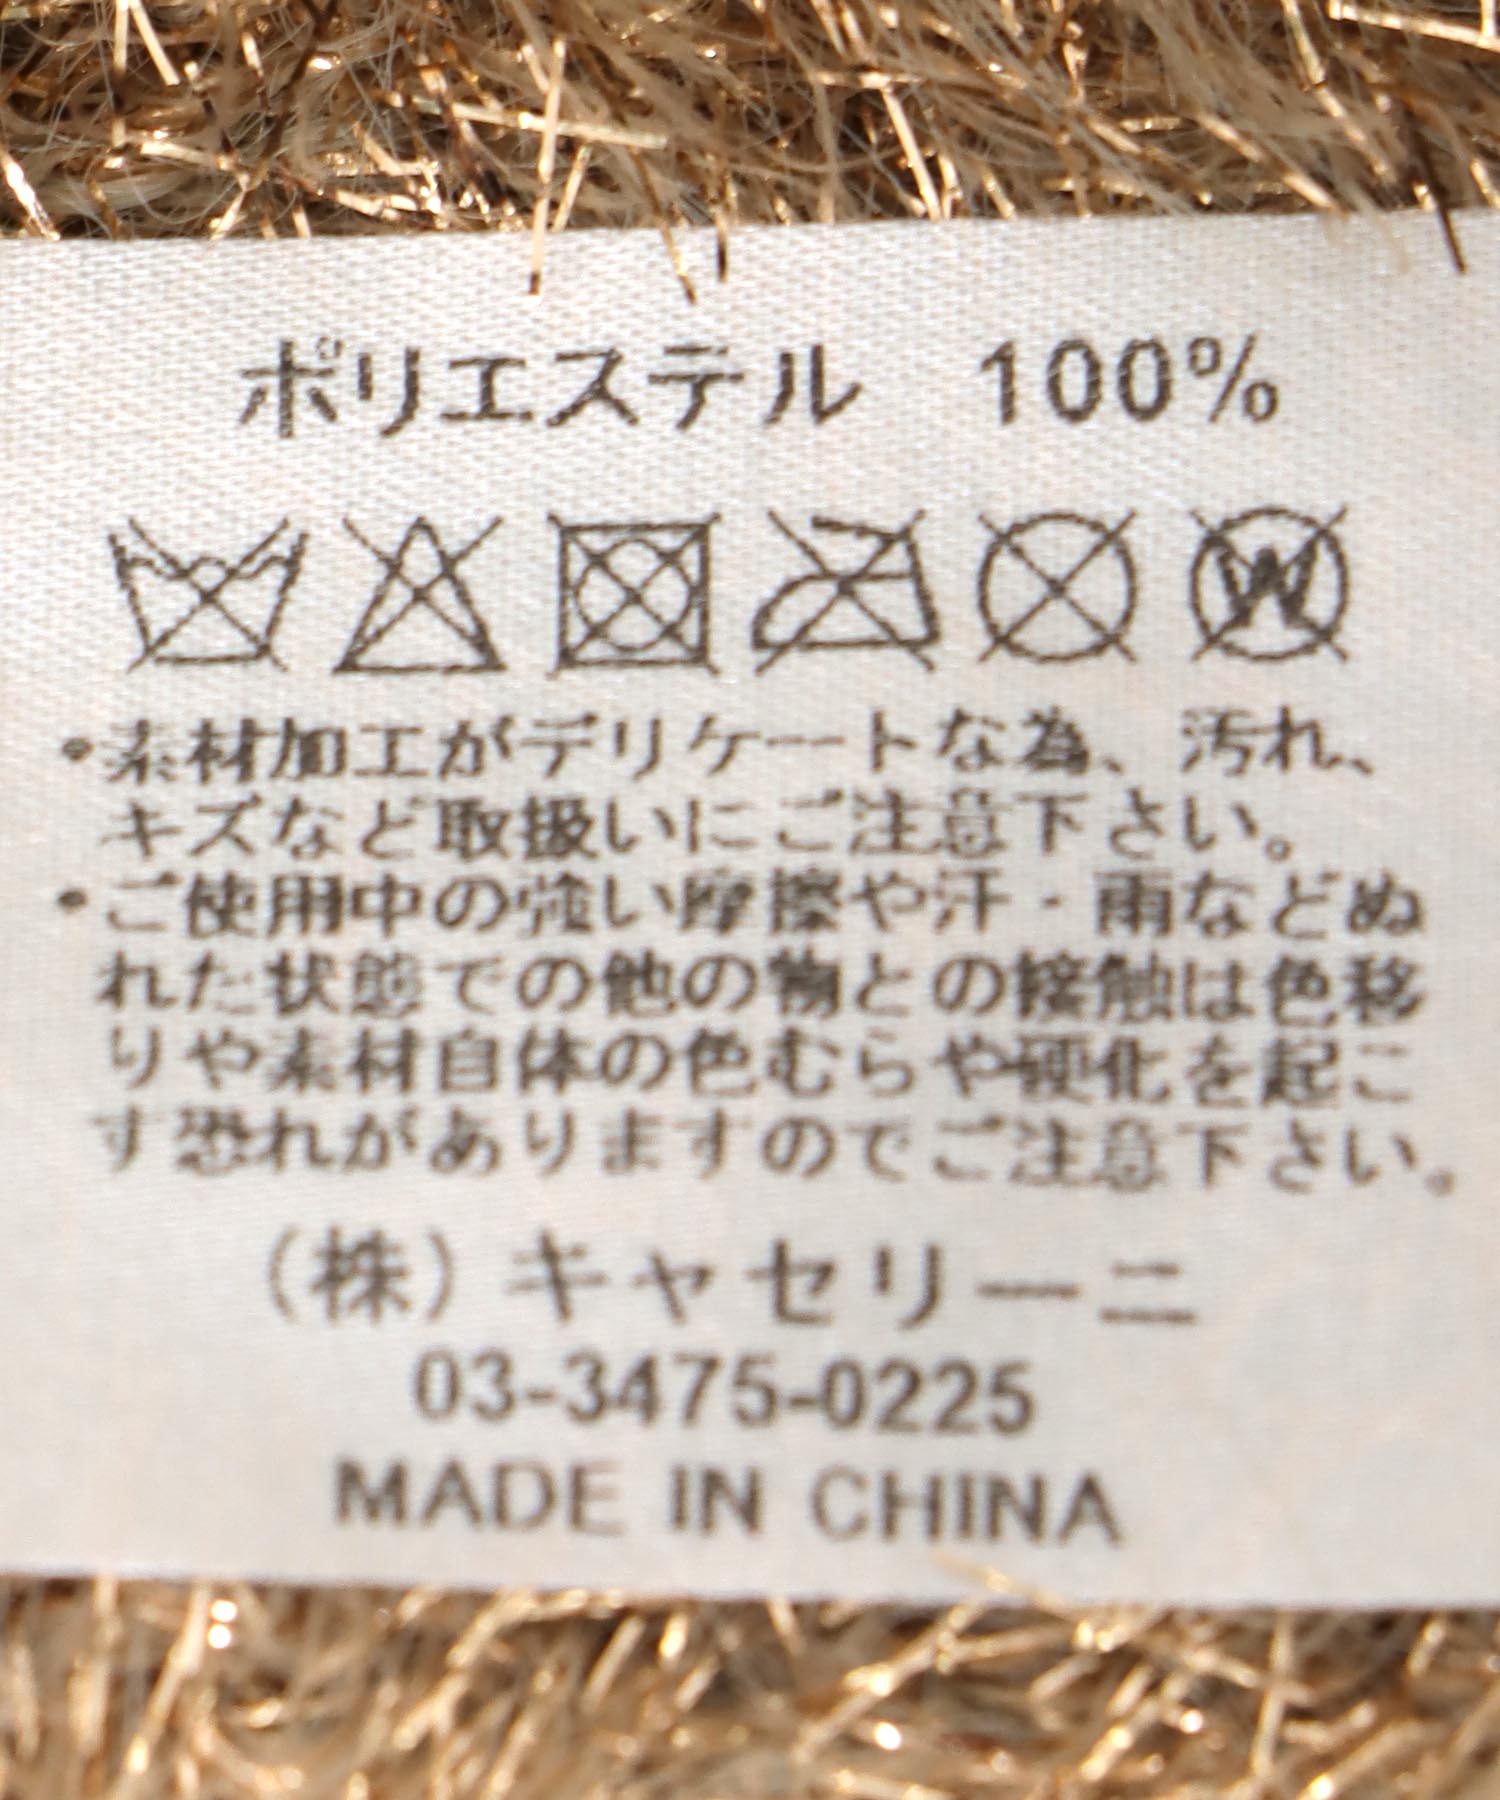 ポリエステル 100%
W
・素材加工がデリケートな為、汚れ、
キズなど取扱いにご注意下さい。
・ご使用中の強い摩擦や汗・雨などぬ
れた状態での他の物との接触は色移
りや素材自体の色むらや硬化を起こ
す恐れがありますのでご注意下さい。
(株)キャセリーニ
03-3475-0225
MADE IN CHINA